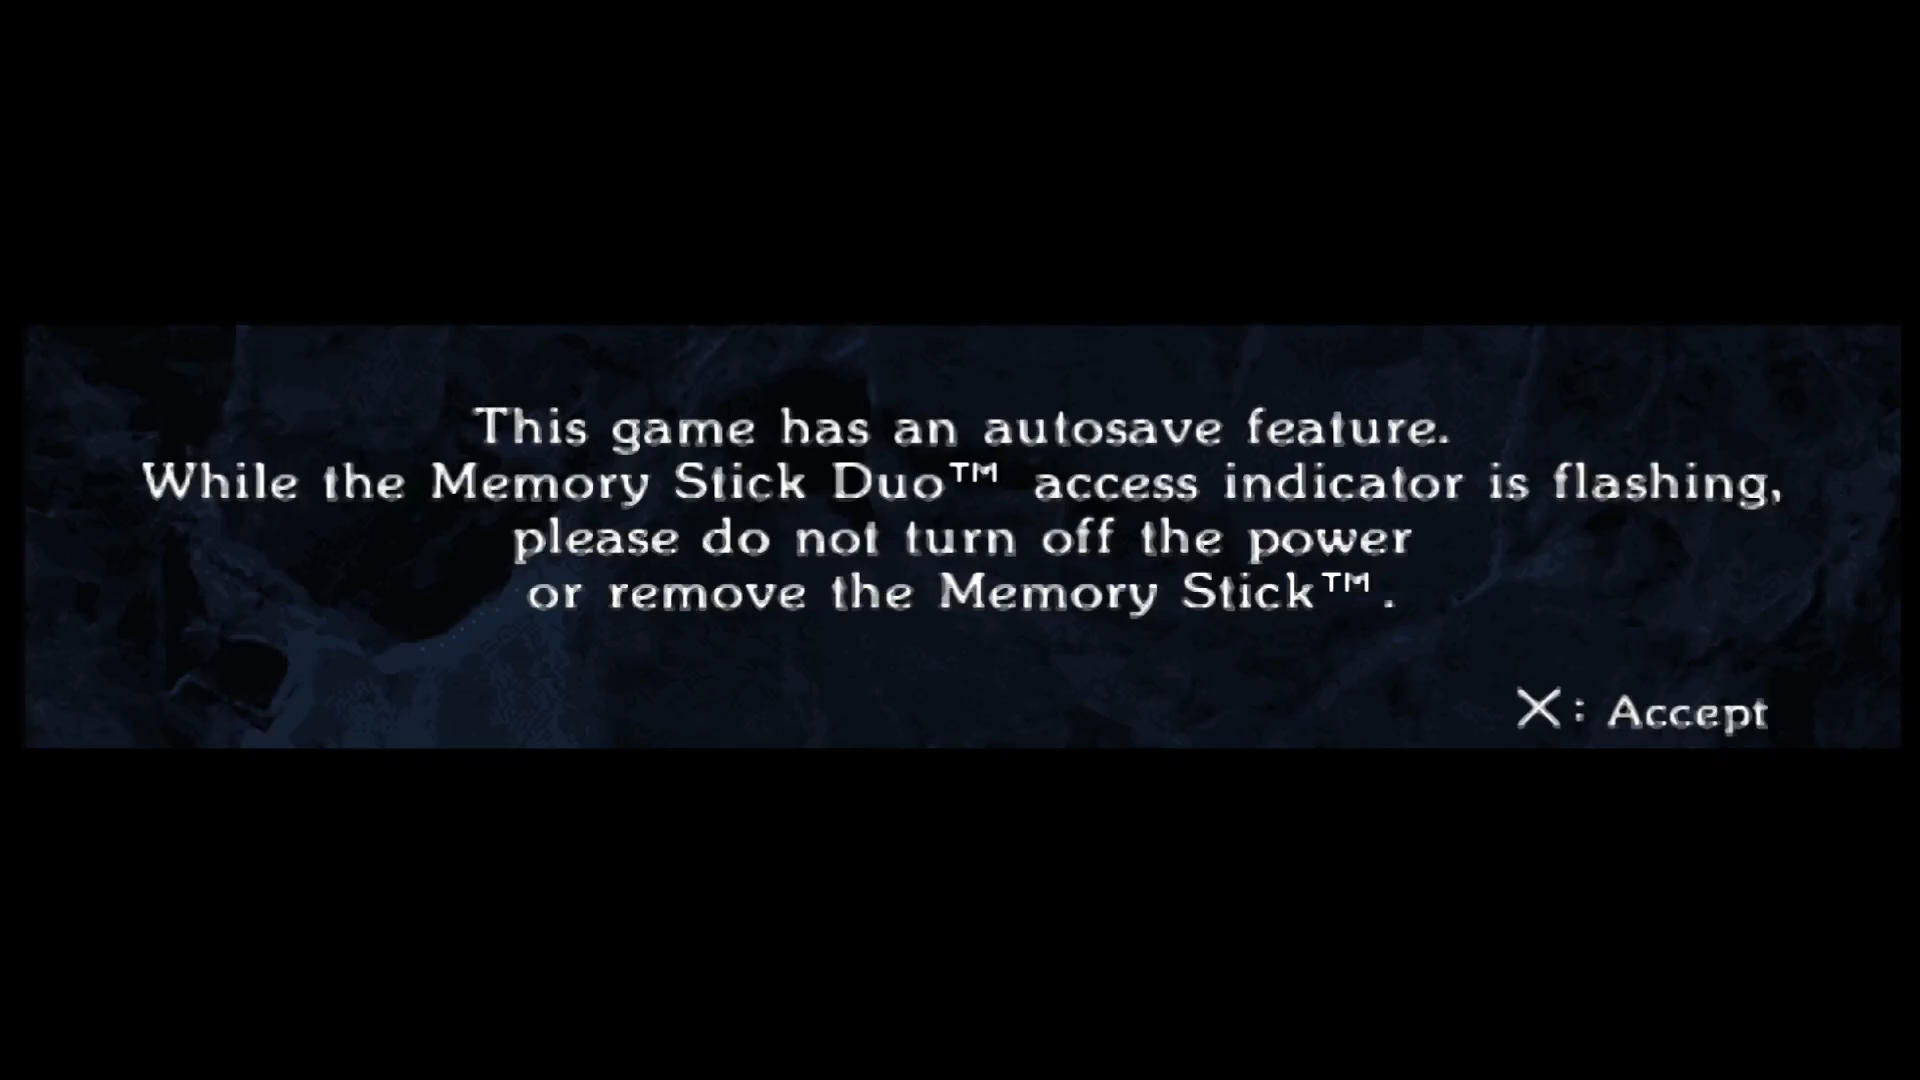 This game has an autosave feature.
While the Memory Stick Duo™ access indicator is flashing,
please do not turn off the power
or remove the Memory Stick™.
X: Accept